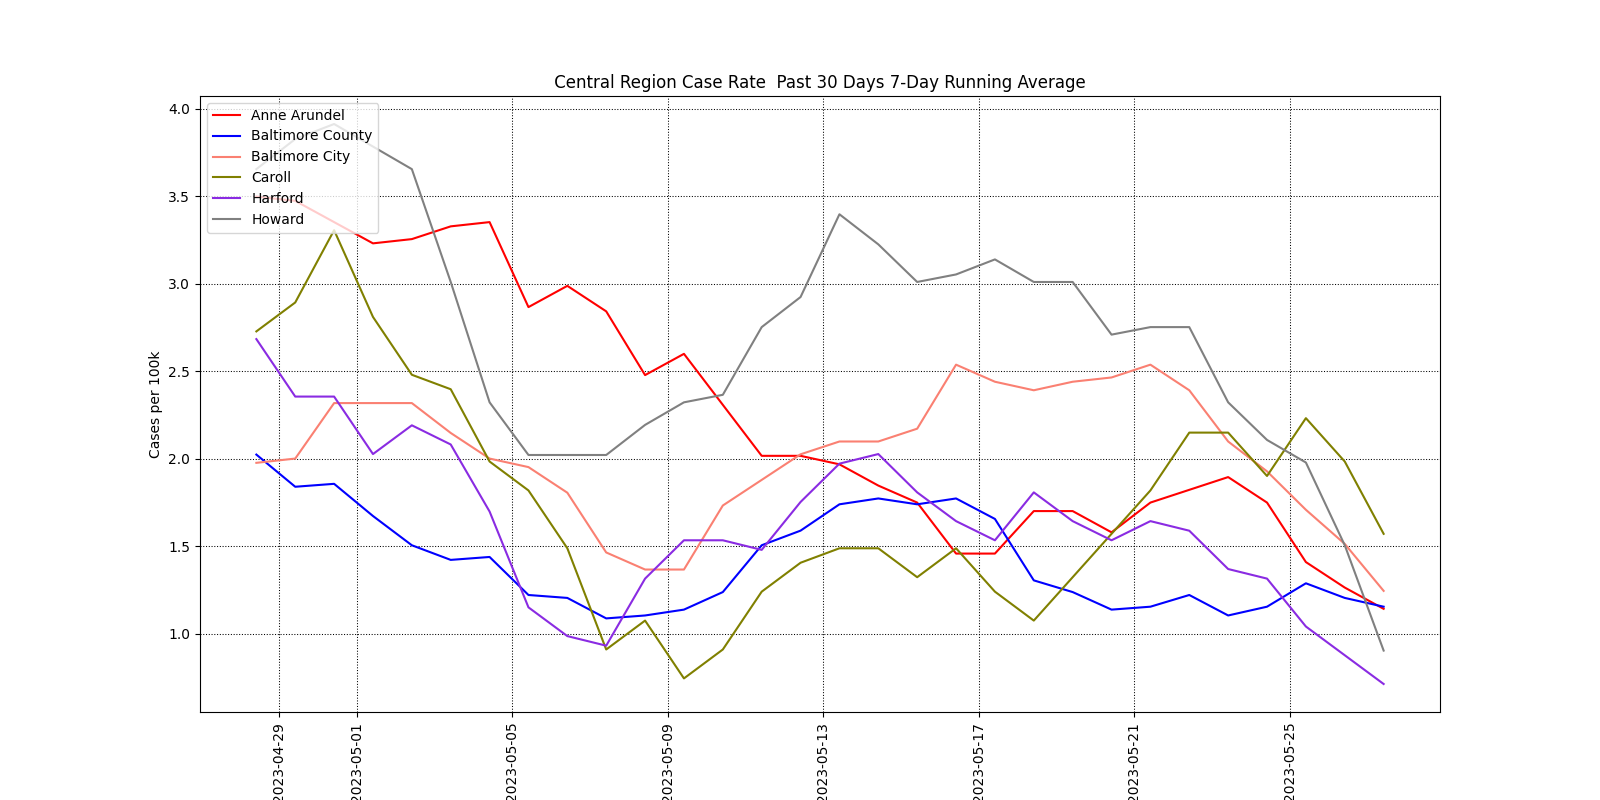 Central Region Case Rate  Past 30 Days 7-Day Running Average
Cases per 100k
4.0
3.5
3.0
2.5
2.0
1.5
1.0
Anne Arundel
Baltimore County
Baltimore City
Caroll
Harford
Howard
2023-04-29
2023-05-01
2023-05-05
2023-05-09
2023-05-13
2023-05-17
2023-05-21
2023-05-25